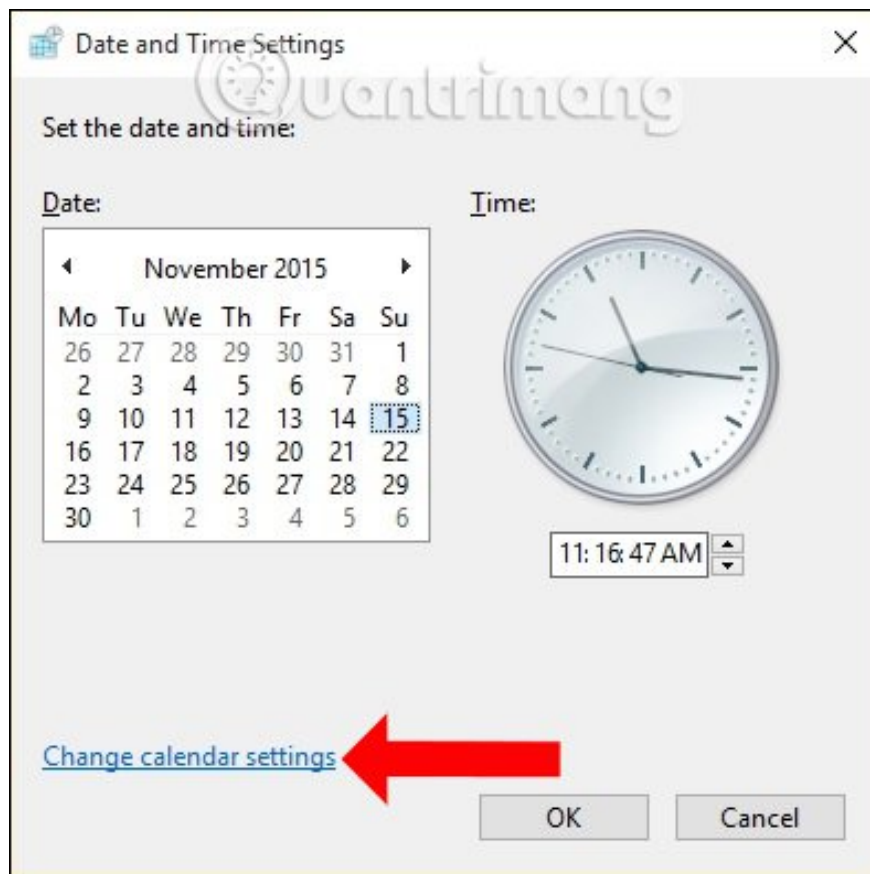 Date and Time Settings
Quantrimang
Set the date and time:
Date:
Time:
November 2015
Mo Tu We Th Fr Sa Su
26 27 28 29 30 31 1
2 3 4 5 6 7 8
9 10 11 12 13 14 15
16 17 18 19 20 21 22
23 24 25 26 27 28 29
30 1 2 3 4 5 6
11:16:47 AM
Change calendar settings
OK
Cancel